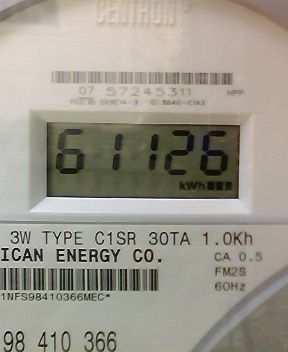 CENTRON®
07 57245311 HPP
61126
kWh
3W TYPE C1SR 30TA 1.0Kh
ICAN ENERGY CO. CA 0.5
FM2S
60Hz
1NFS98410366MEC*
98 410 366